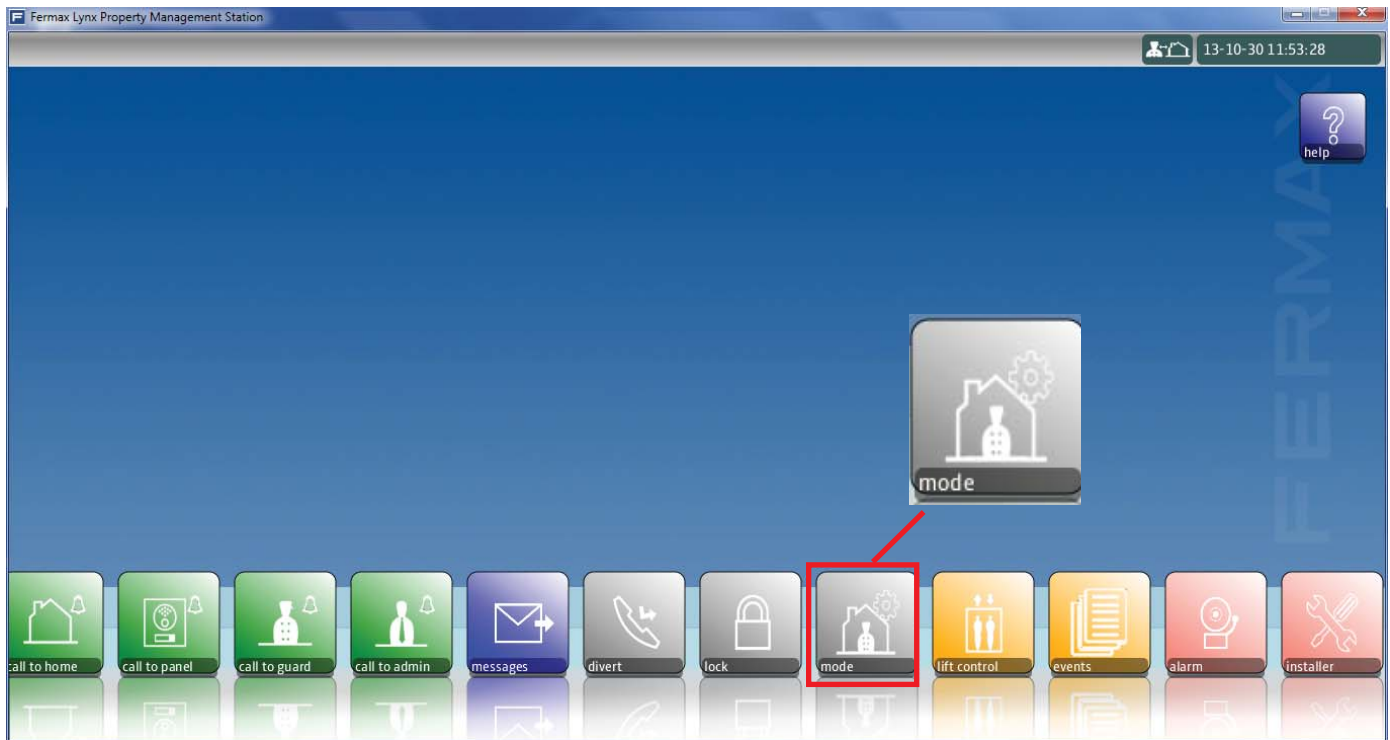 F Fermax Lynx Property Management Station
13-10-30 11:53:28
help
FERMAX
mode
call to home
call to panel
call to guard
call to admin
messages
divert
lock
mode
lift control
events
alarm
installer